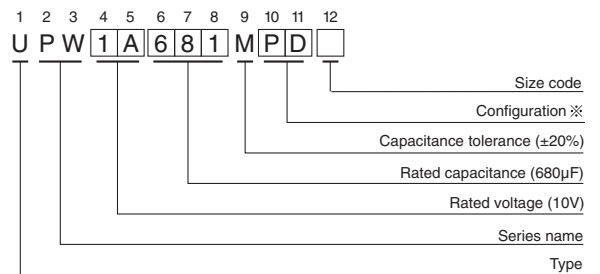 1 2 3 4 5 6 7 8 9 10 11 12
U P W 1 A 6 8 1 M P D
Size code
Configuration ※
Capacitance tolerance (±20%)
Rated capacitance (680µF)
Rated voltage (10V)
Series name
Type